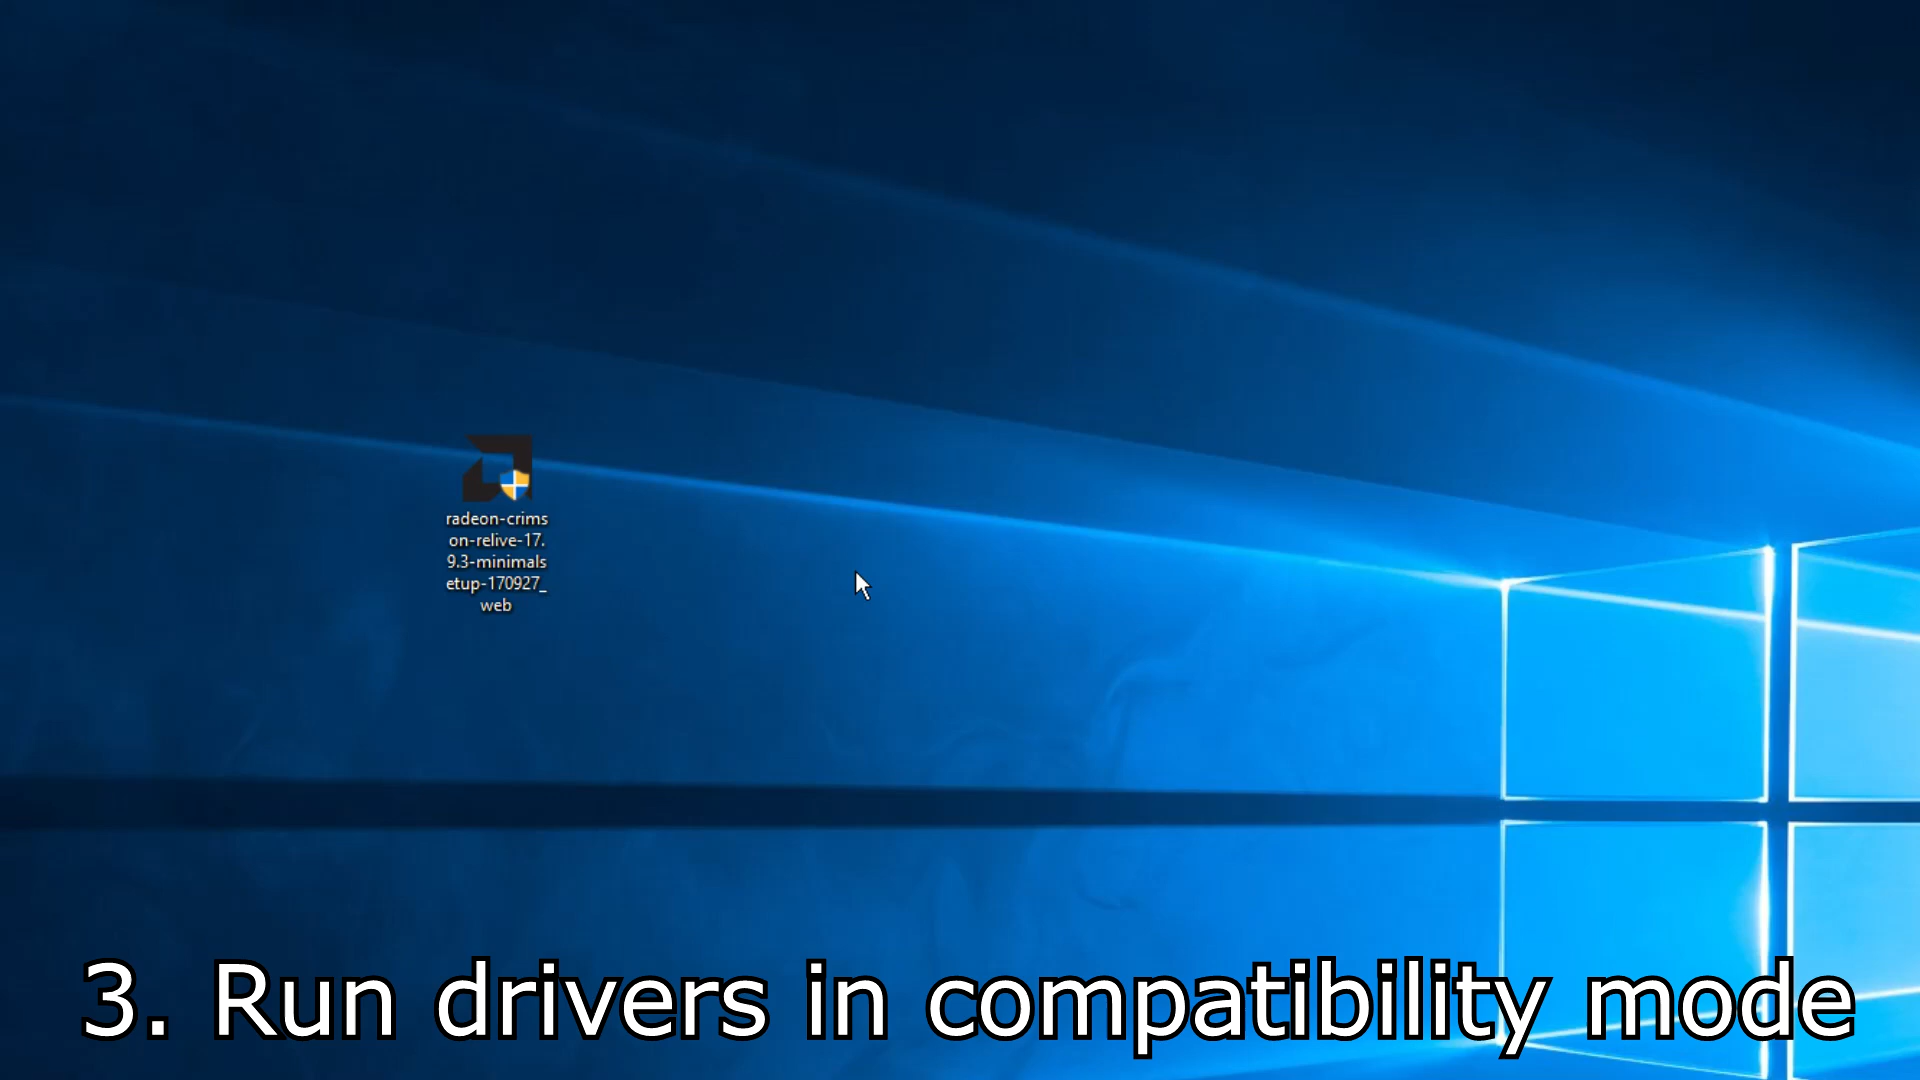 radeon-crims
on-relive-17.
9.3-minimals
etup-170927_
web
3. Run drivers in compatibility mode